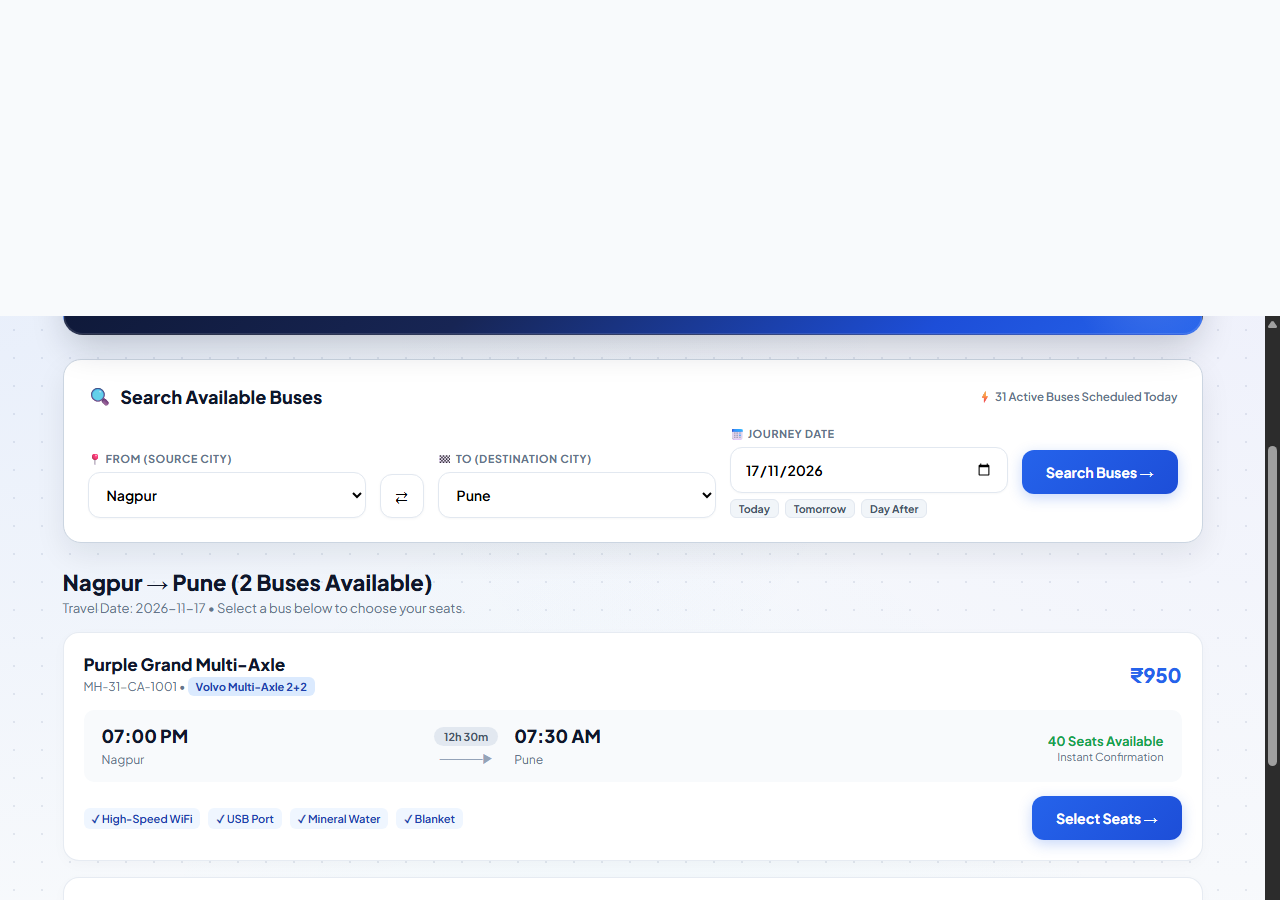 🔍 Search Available Buses
⚡ 31 Active Buses Scheduled Today
📍 FROM (SOURCE CITY)
Nagpur
⇄
🏁 TO (DESTINATION CITY)
Pune
📅 JOURNEY DATE
17/11/2026
Today Tomorrow Day After
Search Buses →
Nagpur → Pune (2 Buses Available)
Travel Date: 2026-11-17 • Select a bus below to choose your seats.
Purple Grand Multi-Axle
MH-31-CA-1001 • Volvo Multi-Axle 2+2
₹950
07:00 PM
Nagpur
12h 30m
07:30 AM
Pune
40 Seats Available
Instant Confirmation
✓ High-Speed WiFi ✓ USB Port ✓ Mineral Water ✓ Blanket
Select Seats →